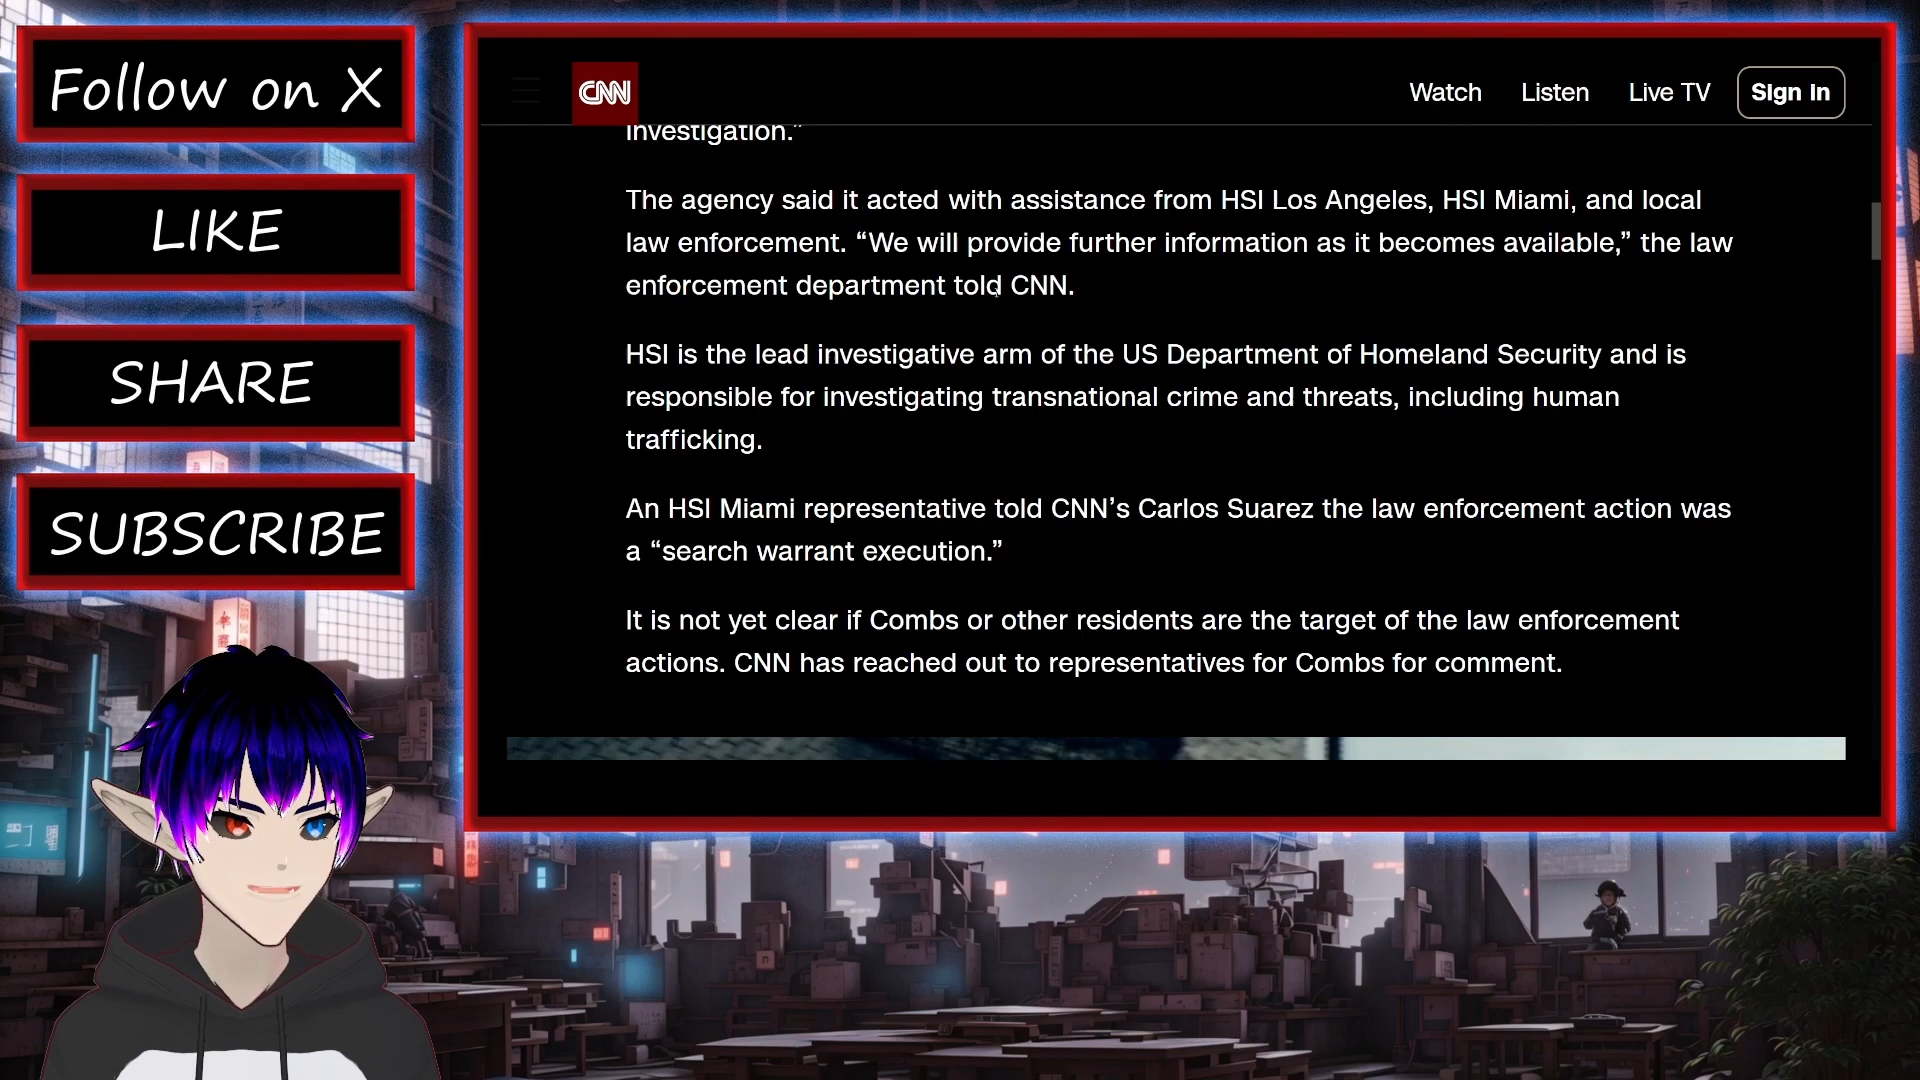 Follow on X
LIKE
SHARE
SUBSCRIBE
CNN
Watch
Listen
Live TV
Sign in
investigation.”
The agency said it acted with assistance from HSI Los Angeles, HSI Miami, and local
law enforcement. “We will provide further information as it becomes available,” the law
enforcement department told CNN.
HSI is the lead investigative arm of the US Department of Homeland Security and is
responsible for investigating transnational crime and threats, including human
trafficking.
An HSI Miami representative told CNN’s Carlos Suarez the law enforcement action was
a “search warrant execution.”
It is not yet clear if Combs or other residents are the target of the law enforcement
actions. CNN has reached out to representatives for Combs for comment.